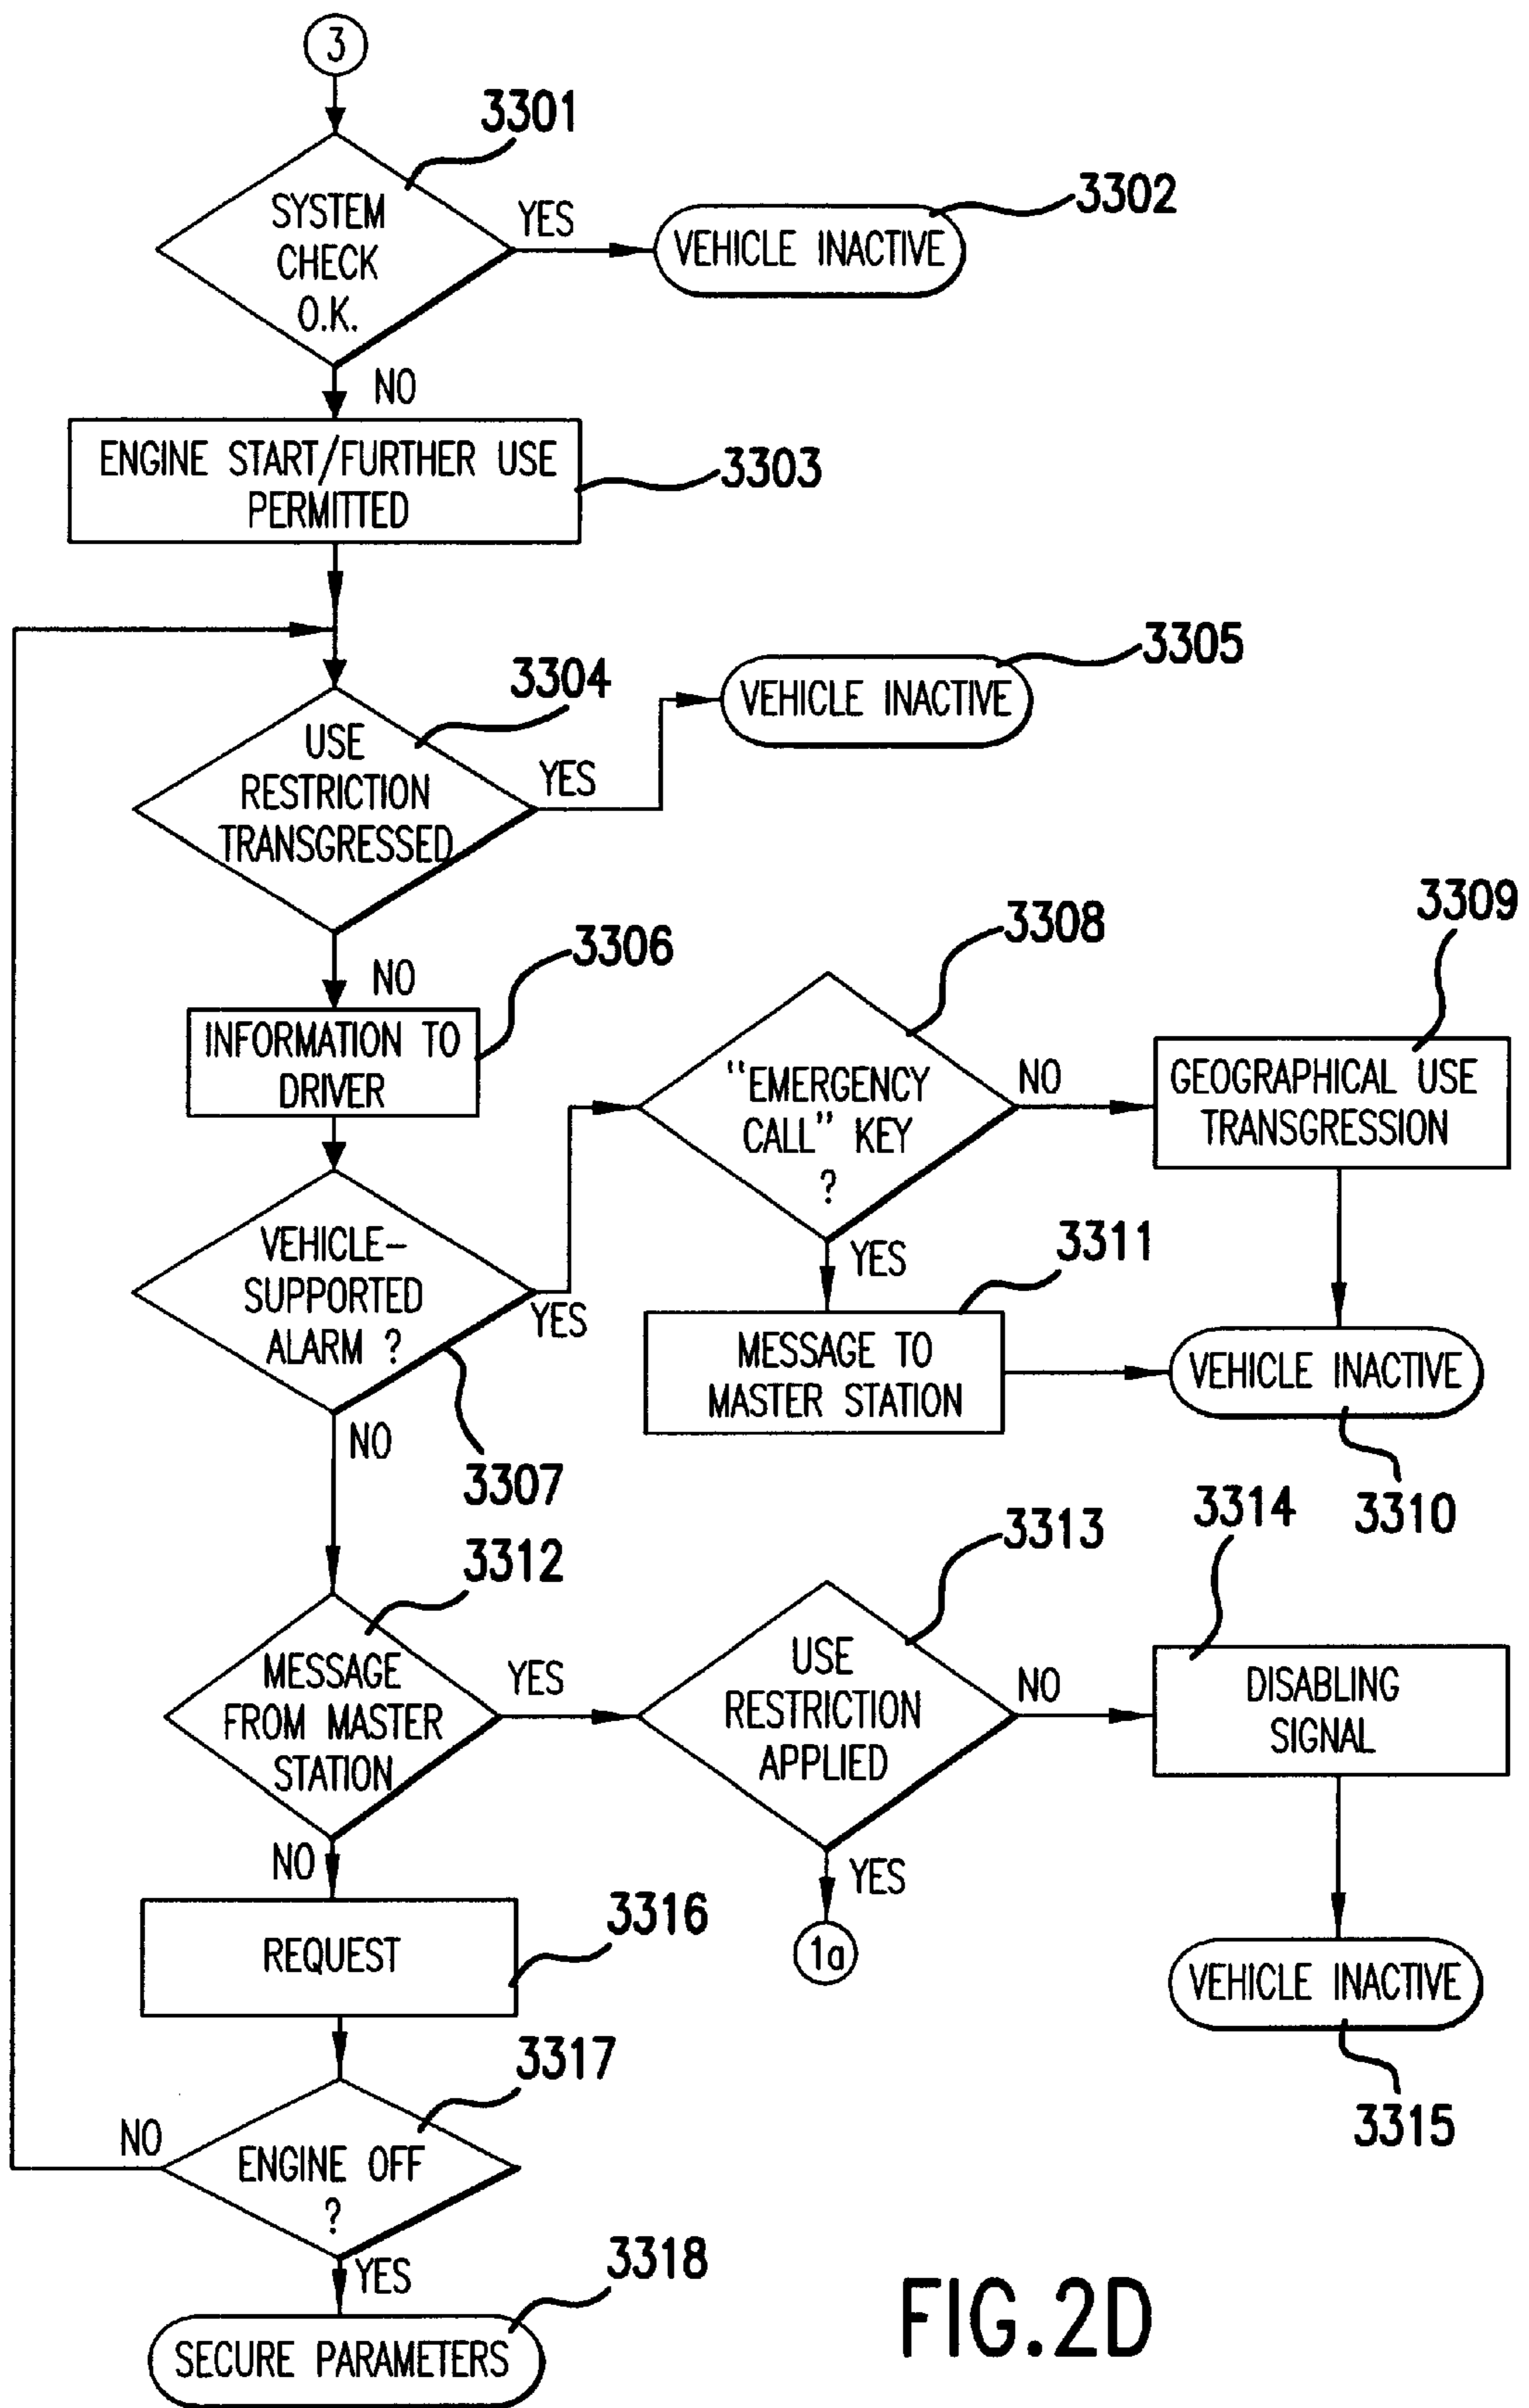 3
3301
SYSTEM
CHECK
O.K.
YES
3302
VEHICLE INACTIVE
NO
ENGINE START/FURTHER USE
PERMITTED
3303
3304
USE
RESTRICTION
TRANSGRESSED
YES
3305
VEHICLE INACTIVE
NO
3306
INFORMATION TO
DRIVER
VEHICLE-
SUPPORTED
ALARM ?
YES
3307
NO
3308
"EMERGENCY
CALL" KEY
?
NO
3309
GEOGRAPHICAL USE
TRANSGRESSION
YES
3311
MESSAGE TO
MASTER STATION
VEHICLE INACTIVE
3310
3312
MESSAGE
FROM MASTER
STATION
YES
3313
USE
RESTRICTION
APPLIED
NO
3314
DISABLING
SIGNAL
YES
1a
VEHICLE INACTIVE
3315
NO
REQUEST
3316
3317
ENGINE OFF
?
NO
YES
3318
SECURE PARAMETERS
FIG.2D